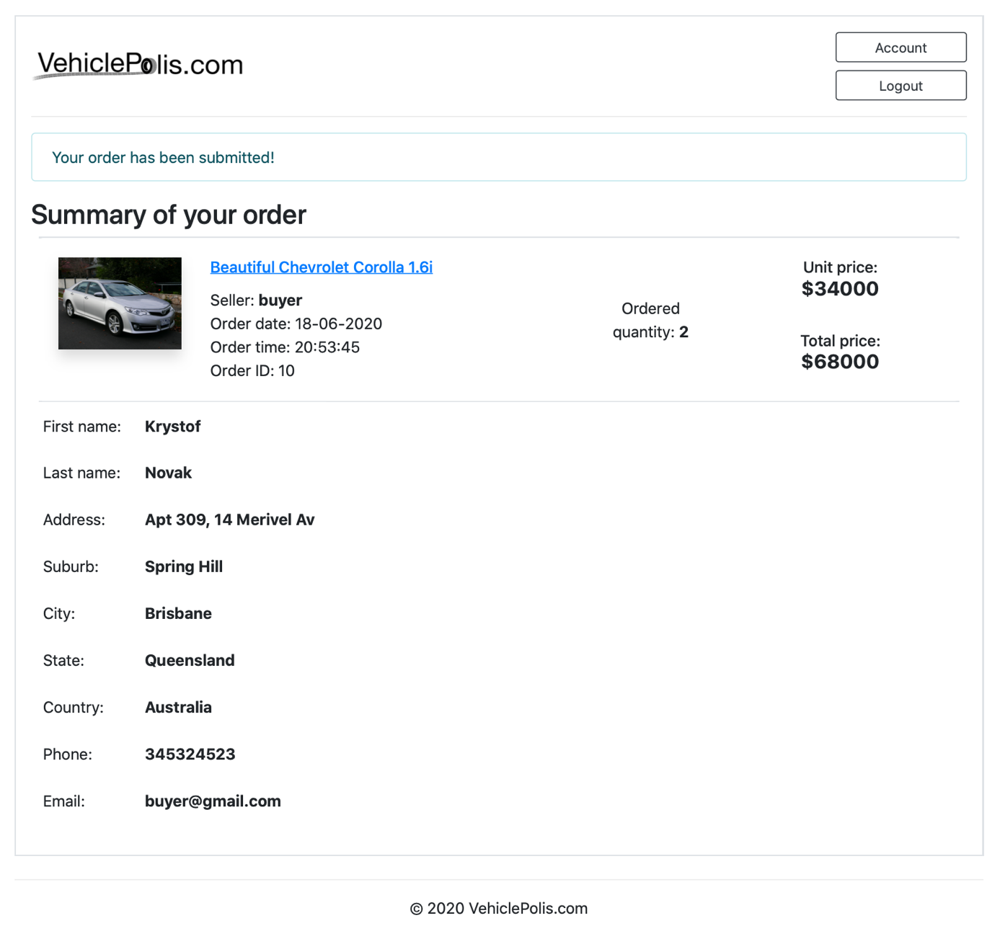 VehiclePolis.com
Account
Logout
Your order has been submitted!
Summary of your order
Beautiful Chevrolet Corolla 1.6i
Seller: buyer
Order date: 18-06-2020
Order time: 20:53:45
Order ID: 10
Ordered
quantity: 2
Unit price:
$34000
Total price:
$68000
First name: Krystof
Last name: Novak
Address: Apt 309, 14 Merivel Av
Suburb: Spring Hill
City: Brisbane
State: Queensland
Country: Australia
Phone: 345324523
Email: buyer@gmail.com
© 2020 VehiclePolis.com